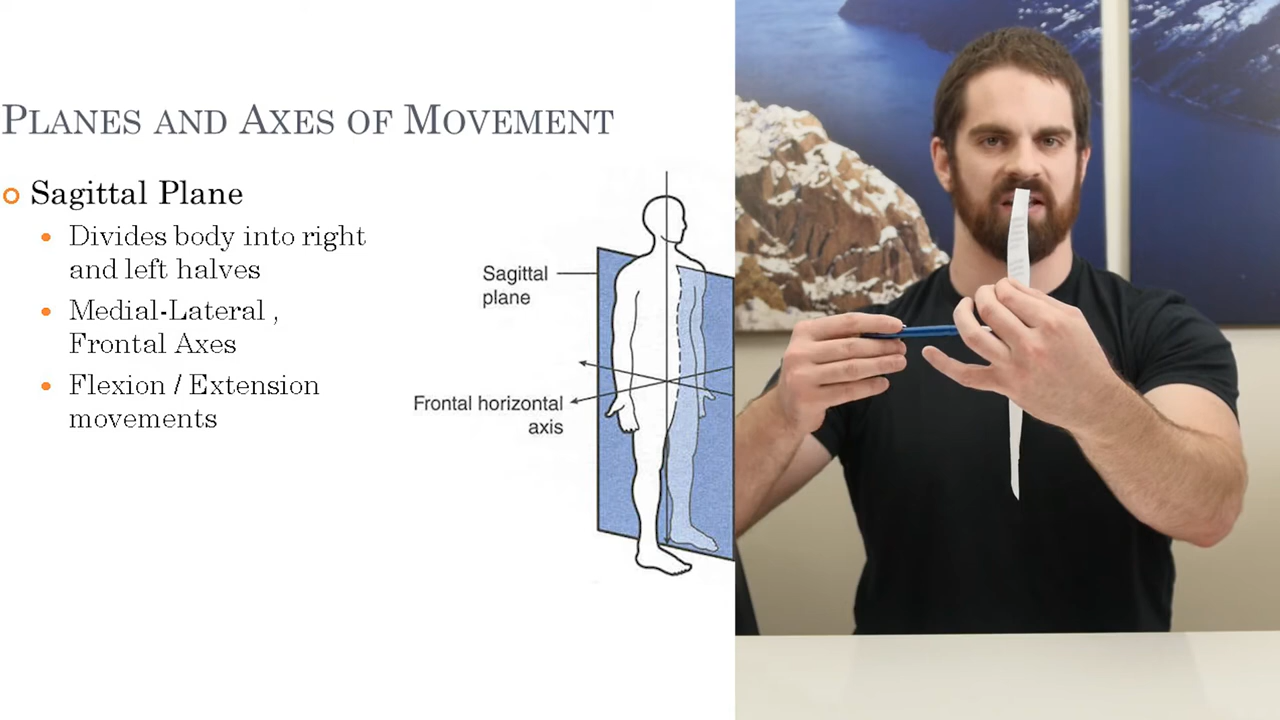 PLANES AND AXES OF MOVEMENT
Sagittal Plane
Divides body into right
and left halves
Medial-Lateral ,
Frontal Axes
Flexion / Extension
movements
Sagittal
plane
Frontal horizontal
axis